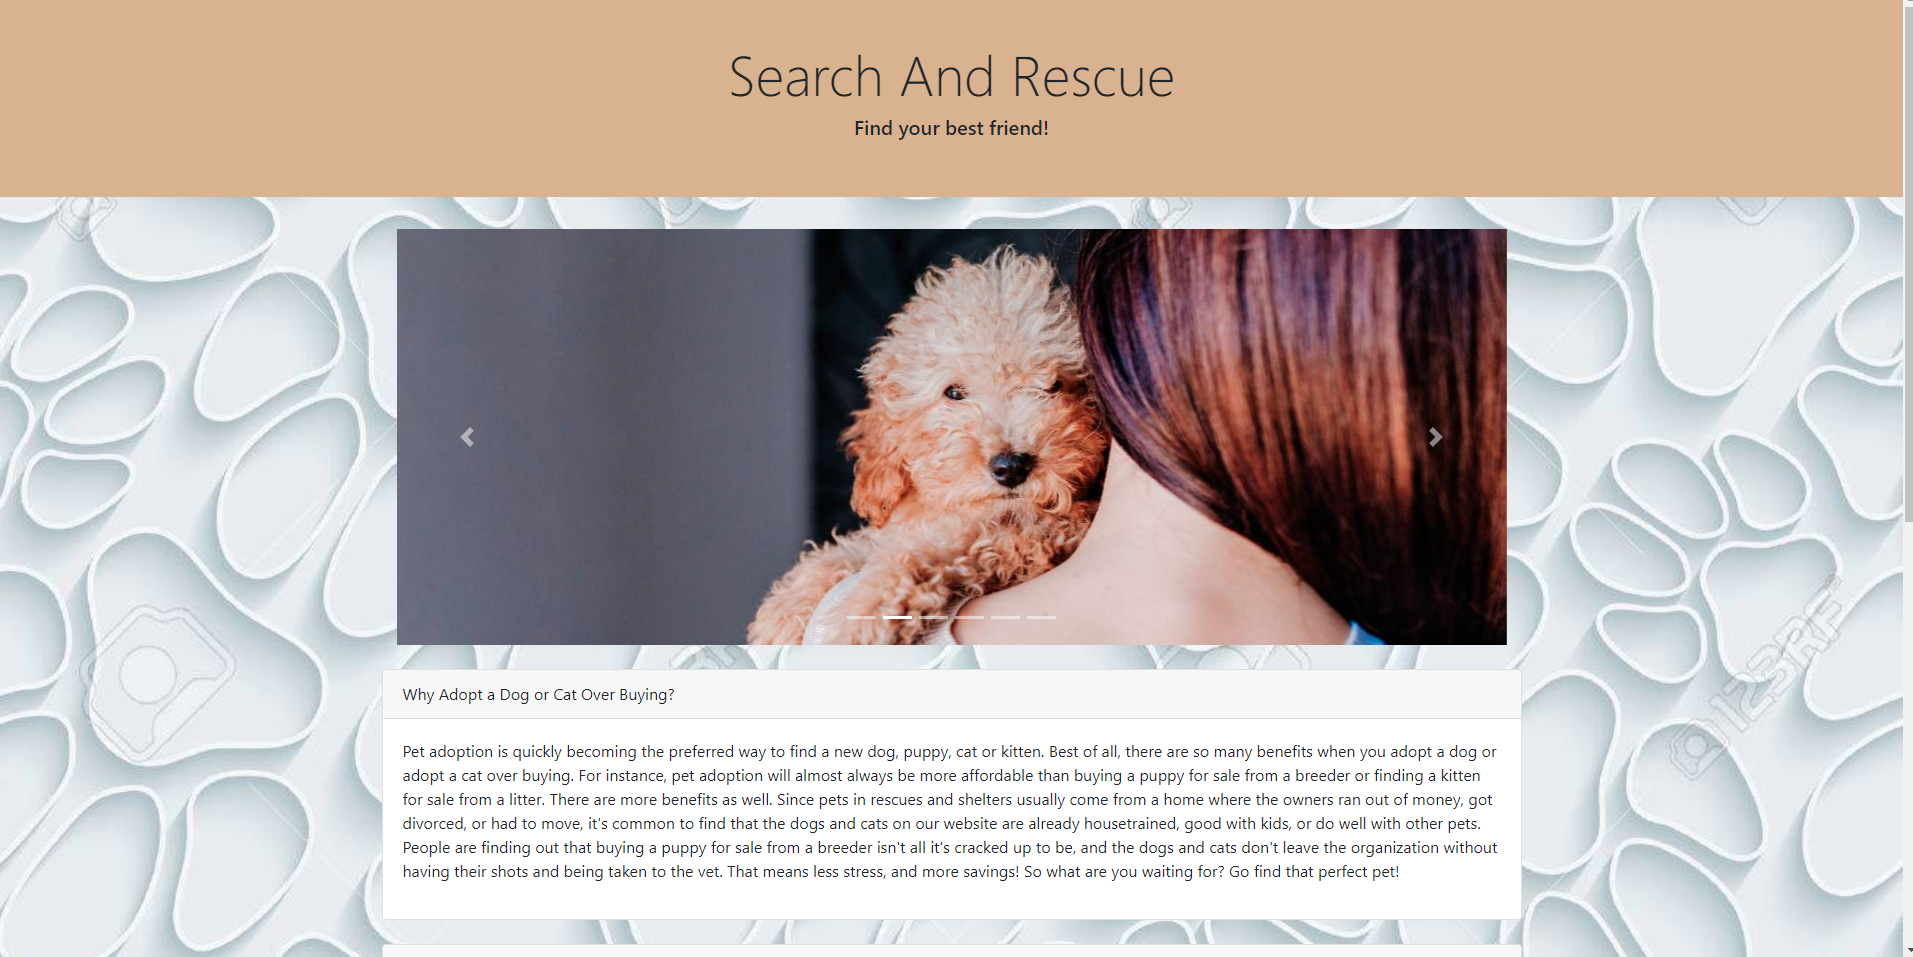 Search And Rescue
Find your best friend!
Why Adopt a Dog or Cat Over Buying?
Pet adoption is quickly becoming the preferred way to find a new dog, puppy, cat or kitten. Best of all, there are so many benefits when you adopt a dog or
adopt a cat over buying. For instance, pet adoption will almost always be more affordable than buying a puppy for sale from a breeder or finding a kitten
for sale from a litter. There are more benefits as well. Since pets in rescues and shelters usually come from a home where the owners ran out of money, got
divorced, or had to move, it's common to find that the dogs and cats on our website are already housetrained, good with kids, or do well with other pets.
People are finding out that buying a puppy for sale from a breeder isn't all it's cracked up to be, and the dogs and cats don't leave the organization without
having their shots and being taken to the vet. That means less stress, and more savings! So what are you waiting for? Go find that perfect pet!
123RF